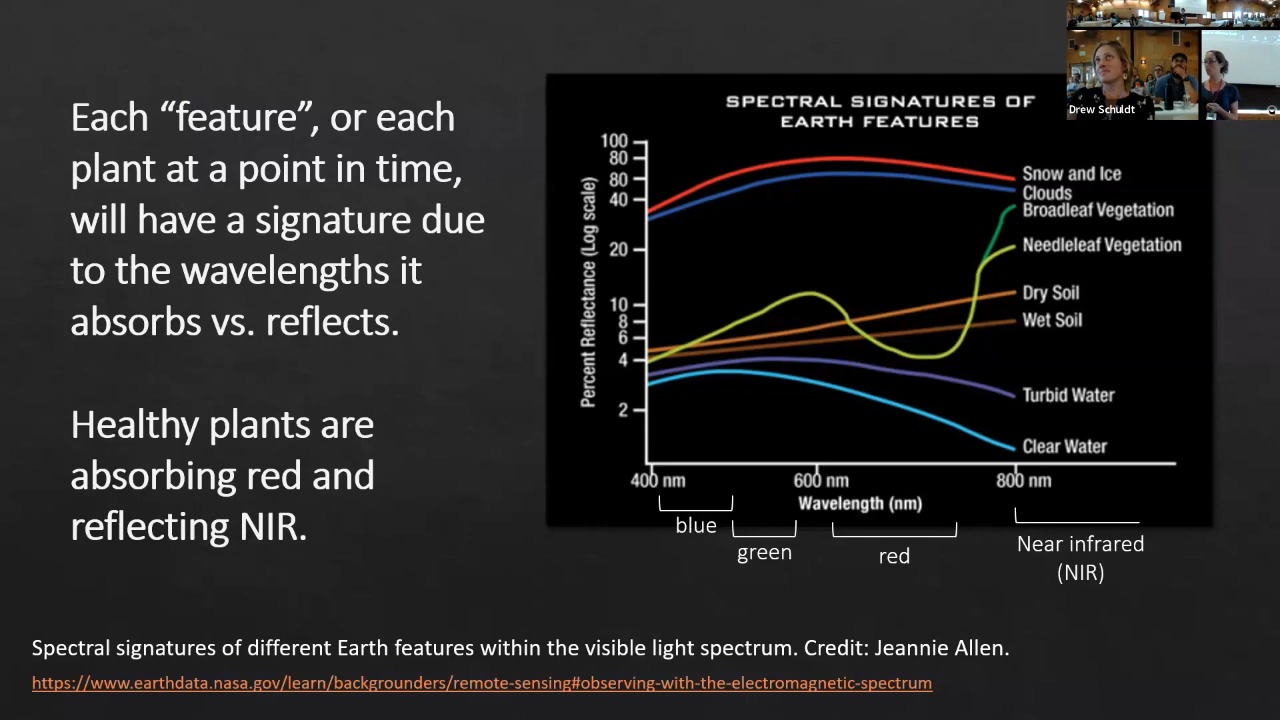 Each “feature”, or each
plant at a point in time,
will have a signature due
to the wavelengths it
absorbs vs. reflects.
Healthy plants are
absorbing red and
reflecting NIR.
SPECTRAL SIGNATURES OF
EARTH FEATURES
Percent Reflectance (Log scale)
100
80
80
40
20
10
8
6
4
2
Snow and Ice
Clouds
Broadleaf Vegetation
Needleleaf Vegetation
Dry Soil
Wet Soil
Turbid Water
Clear Water
400 nm
600 nm
800 nm
Wavelength (nm)
blue
green
red
Near infrared
(NIR)
Drew Schuldt
Spectral signatures of different Earth features within the visible light spectrum. Credit: Jeannie Allen.
https://www.earthdata.nasa.gov/learn/backgrounders/remote-sensing#observing-with-the-electromagnetic-spectrum